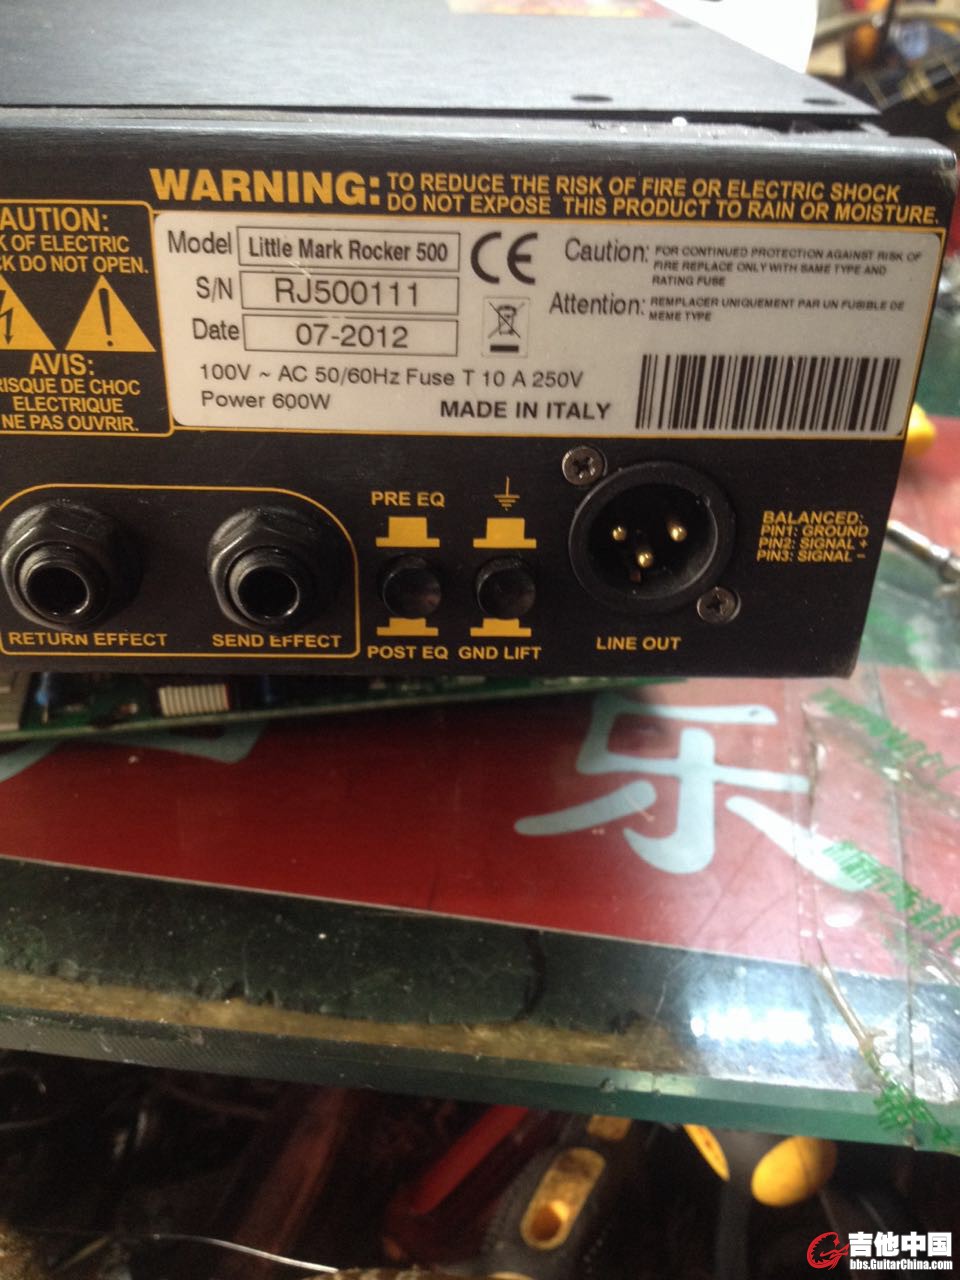 WARNING: TO REDUCE THE RISK OF FIRE OR ELECTRIC SHOCK
DO NOT EXPOSE THIS PRODUCT TO RAIN OR MOISTURE.
AUTION:
K OF ELECTRIC
CK DO NOT OPEN.
AVIS:
RISQUE DE CHOC
ELECTRIQUE
NE PAS OUVRIR.
Model Little Mark Rocker 500
S/N RJ500111
Date 07-2012
CE
Caution: FOR CONTINUED PROTECTION AGAINST RISK OF
FIRE REPLACE ONLY WITH SAME TYPE AND
RATING FUSE
Attention: REMPLACER UNIQUEMENT PAR UN FUSIBLE DE
MEME TYPE
100V ~ AC 50/60Hz Fuse T 10 A 250V
Power 600W
MADE IN ITALY
RETURN EFFECT
SEND EFFECT
PRE EQ
POST EQ
GND LIFT
LINE OUT
BALANCED:
PIN1: GROUND
PIN2: SIGNAL +
PIN3: SIGNAL -
乐
吉他中国
bbs.GuitarChina.com